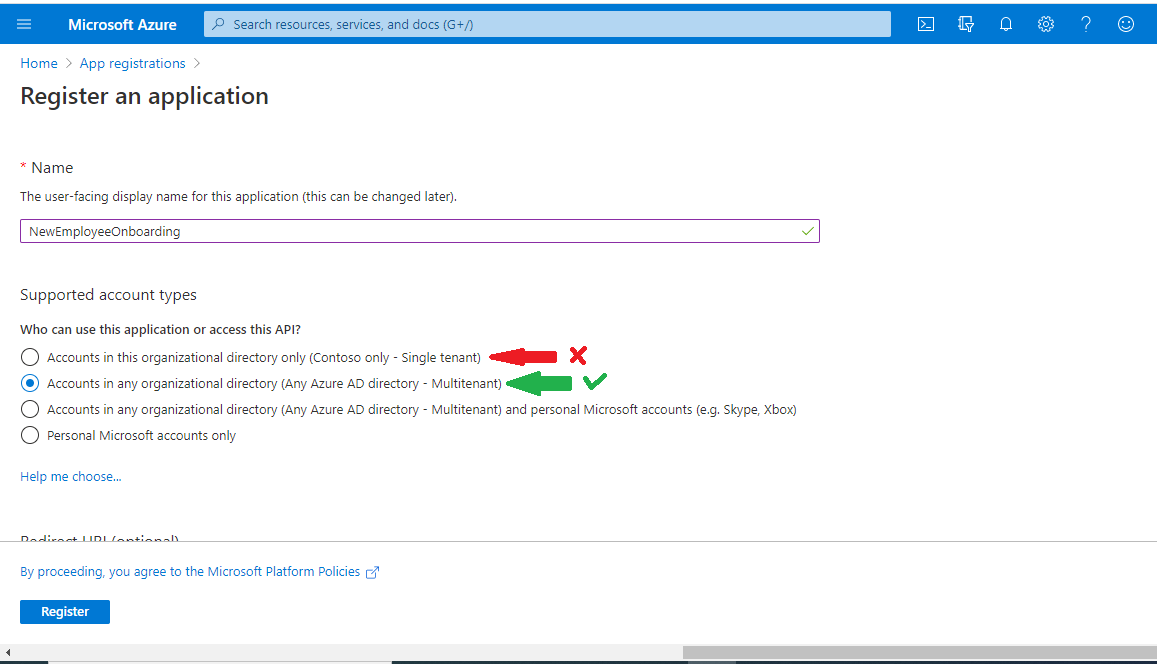 Microsoft Azure
Search resources, services, and docs (G+/)
Home > App registrations >
Register an application
* Name
The user-facing display name for this application (this can be changed later).
NewEmployeeOnboarding
Supported account types
Who can use this application or access this API?
Accounts in this organizational directory only (Contoso only - Single tenant)
Accounts in any organizational directory (Any Azure AD directory - Multitenant)
Accounts in any organizational directory (Any Azure AD directory - Multitenant) and personal Microsoft accounts (e.g. Skype, Xbox)
Personal Microsoft accounts only
Help me choose...
Redirect URI (optional)
By proceeding, you agree to the Microsoft Platform Policies
Register